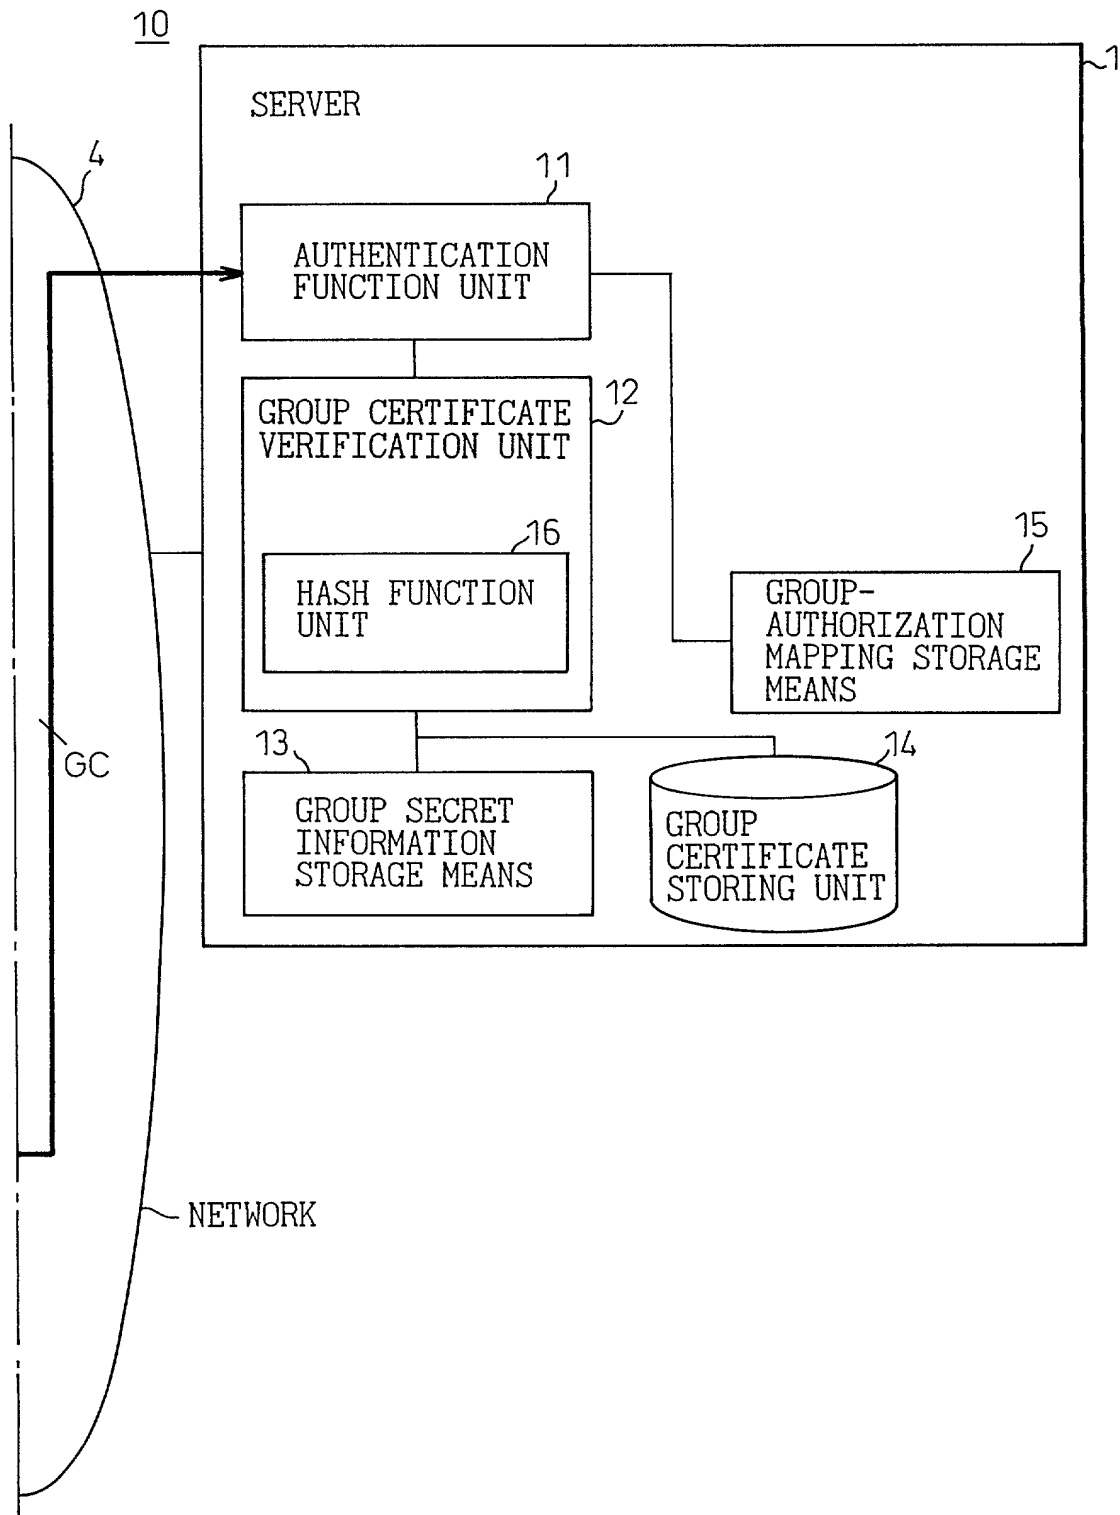 10
1
SERVER
4
11
AUTHENTICATION
FUNCTION UNIT
12
GROUP CERTIFICATE
VERIFICATION UNIT
16
HASH FUNCTION
UNIT
15
GROUP-
AUTHORIZATION
MAPPING STORAGE
MEANS
GC
13
GROUP SECRET
INFORMATION
STORAGE MEANS
14
GROUP
CERTIFICATE
STORING UNIT
NETWORK